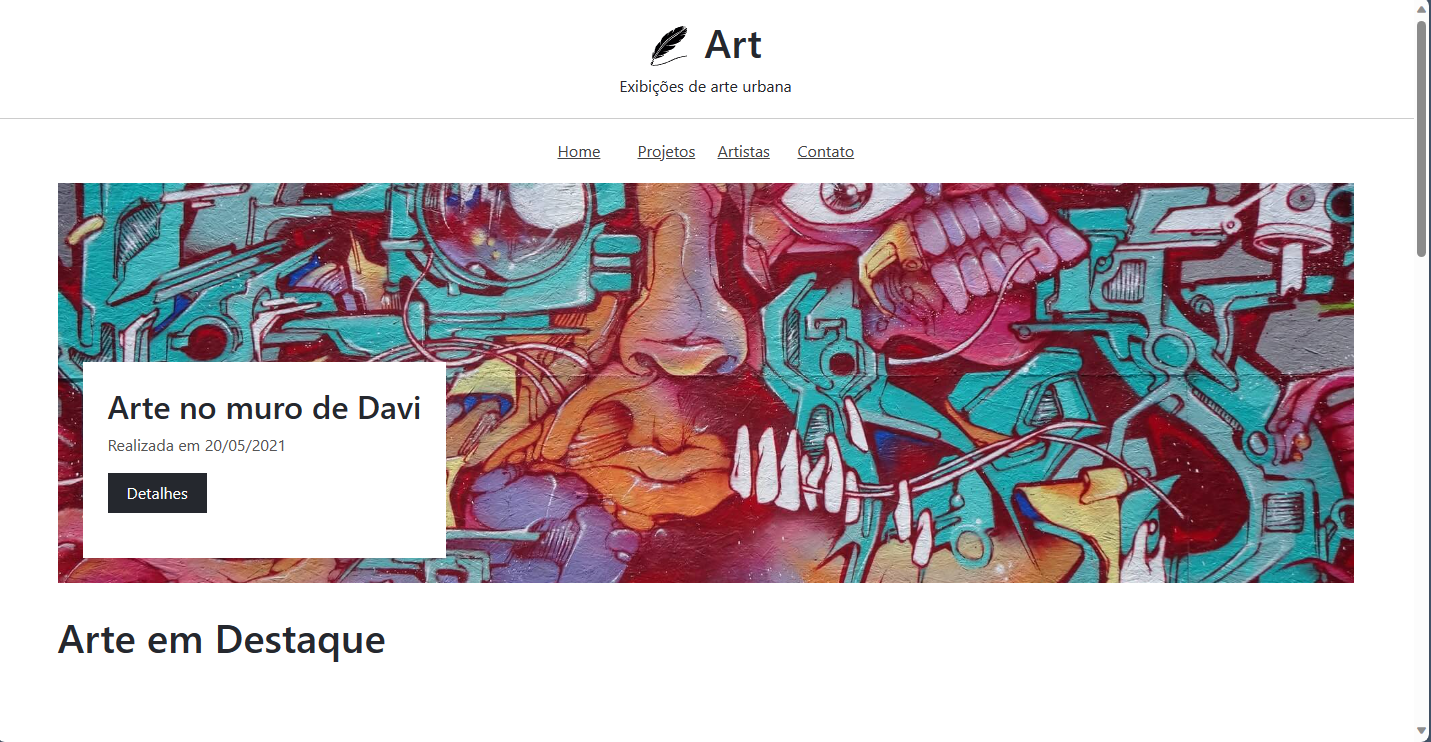 Art
Exibições de arte urbana
Home Projetos Artistas Contato
Arte no muro de Davi
Realizada em 20/05/2021
Detalhes
Arte em Destaque